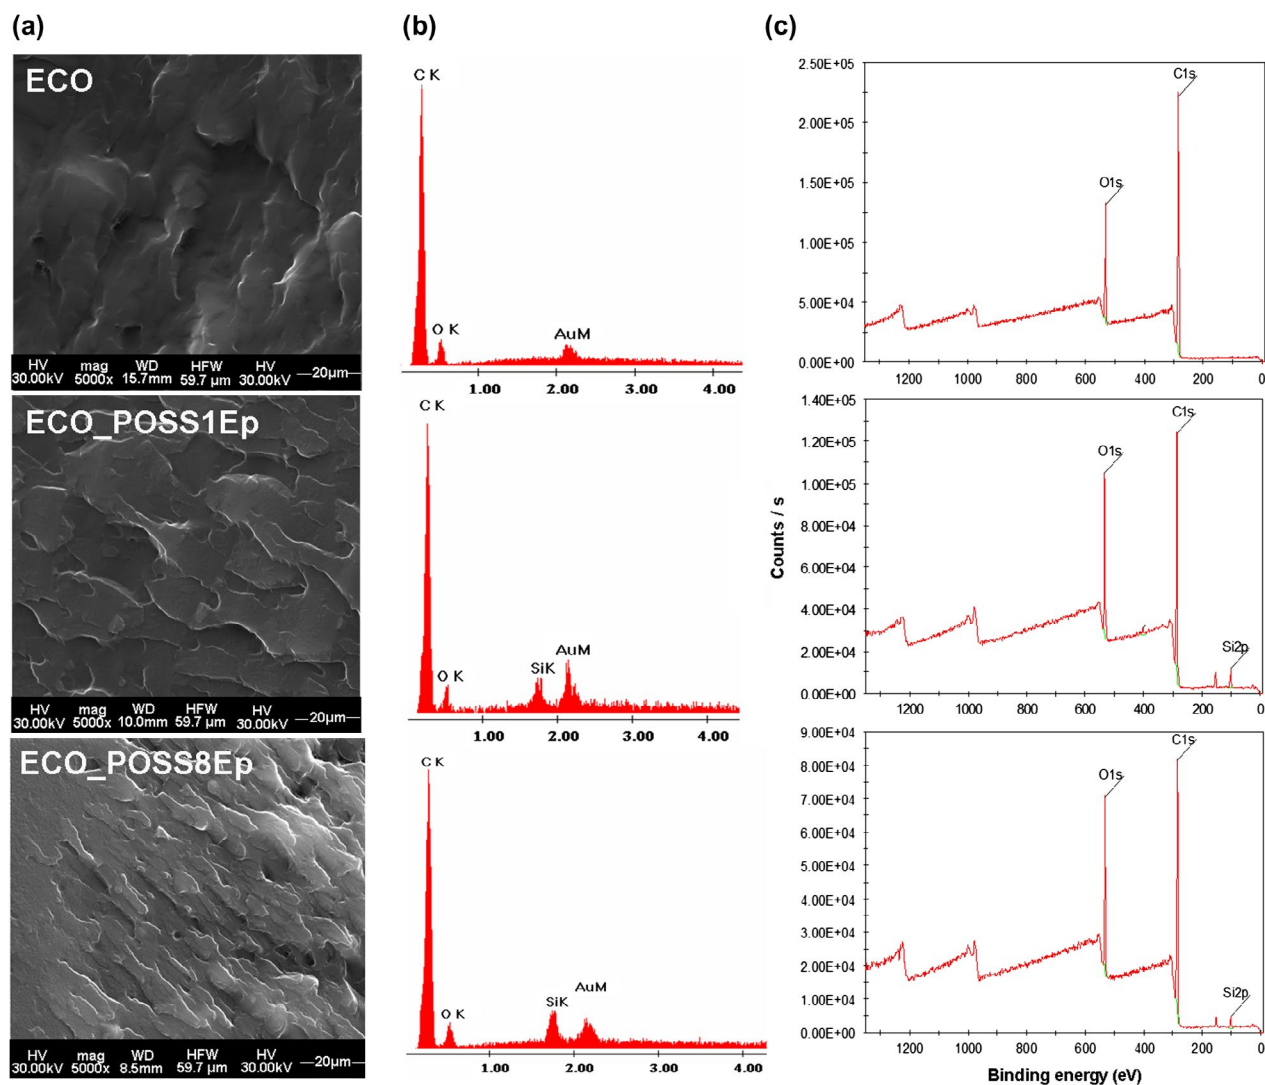 (a)
(b)
(c)
ECO
HV mag WD HFW HV
30.00kV 5000x 15.7mm 59.7 µm 30.00kV —20µm—
C K
O K
AuM
1.00 2.00 3.00 4.00
2.50E+05
2.00E+05
1.50E+05
1.00E+05
5.00E+04
0.00E+00
C1s
O1s
1200 1000 800 600 400 200 0
ECO_POSS1Ep
HV mag WD HFW HV
30.00kV 5000x 10.0mm 59.7 µm 30.00kV —20µm—
C K
O K
SiK
AuM
1.00 2.00 3.00 4.00
Counts / s
1.40E+05
1.20E+05
1.00E+05
8.00E+04
6.00E+04
4.00E+04
2.00E+04
0.00E+00
C1s
O1s
Si2p
1200 1000 800 600 400 200 0
ECO_POSS8Ep
HV mag WD HFW HV
30.00kV 5000x 8.5mm 59.7 µm 30.00kV —20µm—
C K
O K
SiK
AuM
1.00 2.00 3.00 4.00
9.00E+04
8.00E+04
7.00E+04
6.00E+04
5.00E+04
4.00E+04
3.00E+04
2.00E+04
1.00E+04
0.00E+00
C1s
O1s
Si2p
1200 1000 800 600 400 200 0
Binding energy (eV)